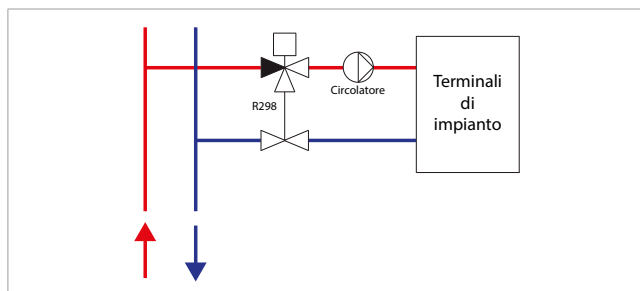 R298
Circolatore
Terminali
di
impianto